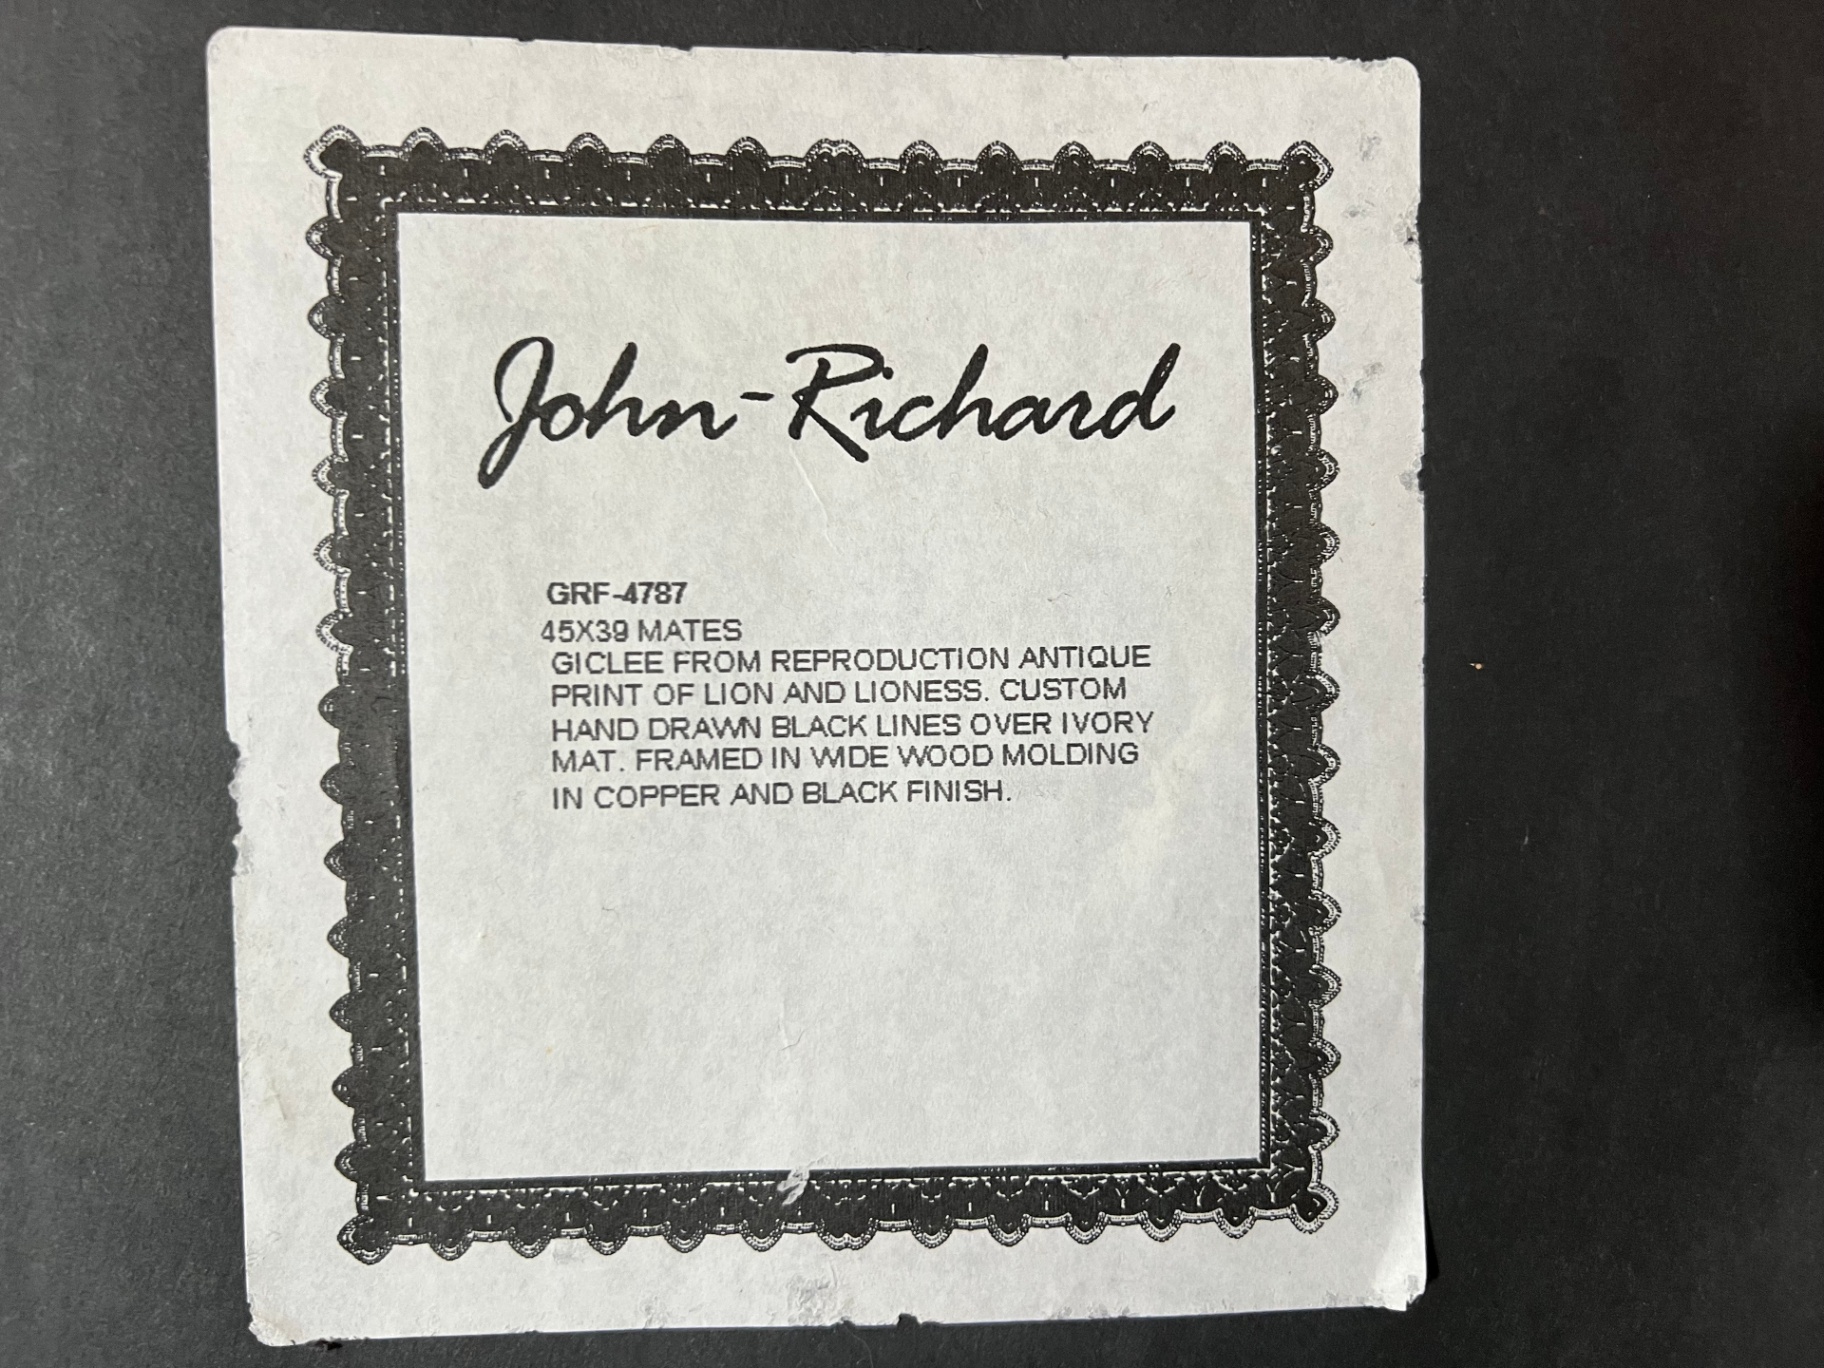 John-Richard
GRF-4787
45X39 MATES
GICLEE FROM REPRODUCTION ANTIQUE
PRINT OF LION AND LIONESS. CUSTOM
HAND DRAWN BLACK LINES OVER IVORY
MAT. FRAMED IN WIDE WOOD MOLDING
IN COPPER AND BLACK FINISH.